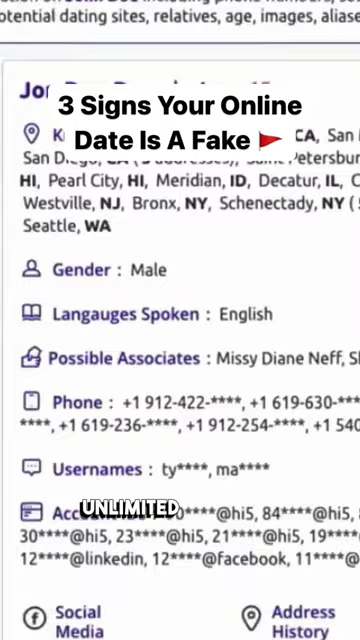 otential dating sites, relatives, age, images, aliase
3 Signs Your Online
Date Is A Fake 🚩
CA, San
San Diego,
HI, Pearl City, HI, Meridian, ID, Decatur, IL,
Westville, NJ, Bronx, NY, Schenectady, NY (
Seattle, WA
Gender : Male
Langauges Spoken : English
Possible Associates : Missy Diane Neff, S
Phone : +1 912-422-****, +1 619-630-***
****, +1 619-236-****, +1 912-254-****, +1 540
Usernames : ty****, ma****
UNLIMITED
0****@hi5, 84****@hi5,
30****@hi5, 23****@hi5, 21****@hi5, 19**
12****@linkedin, 12****@facebook, 11****@
Social
Media
Address
History